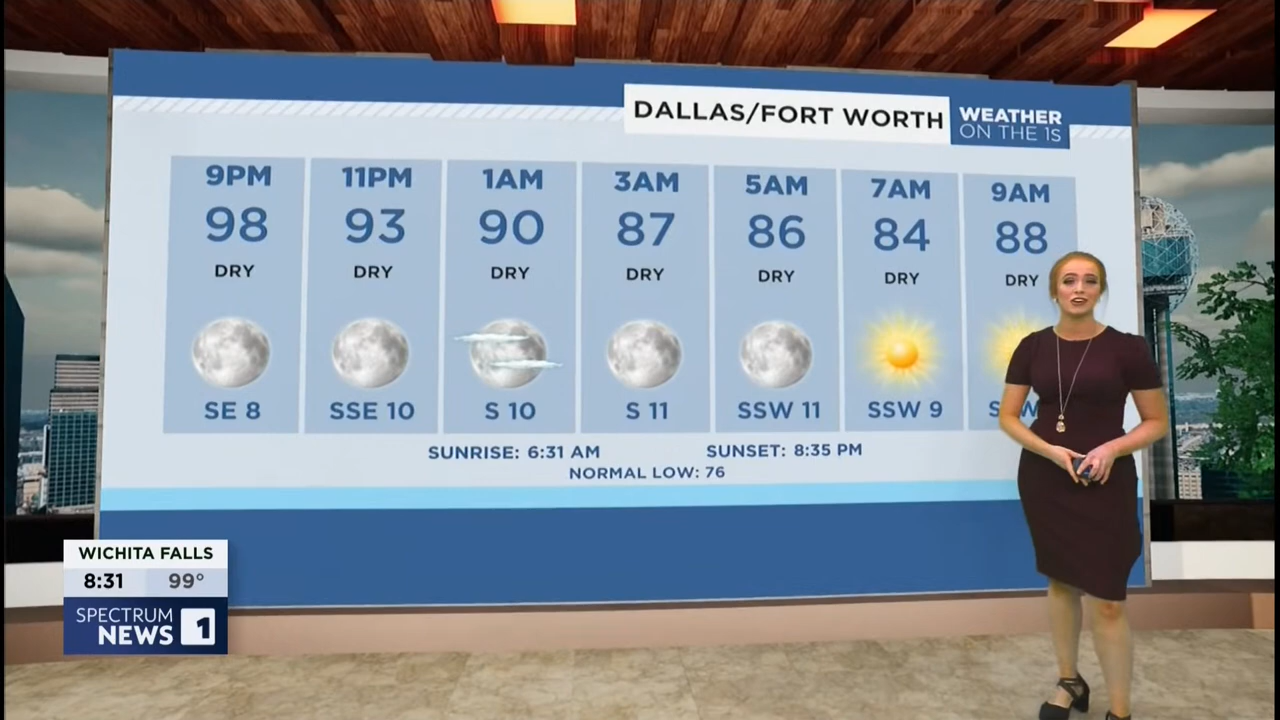 DALLAS/FORT WORTH
WEATHER
ON THE 1S
9PM 11PM 1AM 3AM 5AM 7AM 9AM
98 93 90 87 86 84 88
DRY DRY DRY DRY DRY DRY DRY
SE 8 SSE 10 S 10 S 11 SSW 11 SSW 9
SUNRISE: 6:31 AM SUNSET: 8:35 PM
NORMAL LOW: 76
WICHITA FALLS
8:31 99°
SPECTRUM
NEWS 1